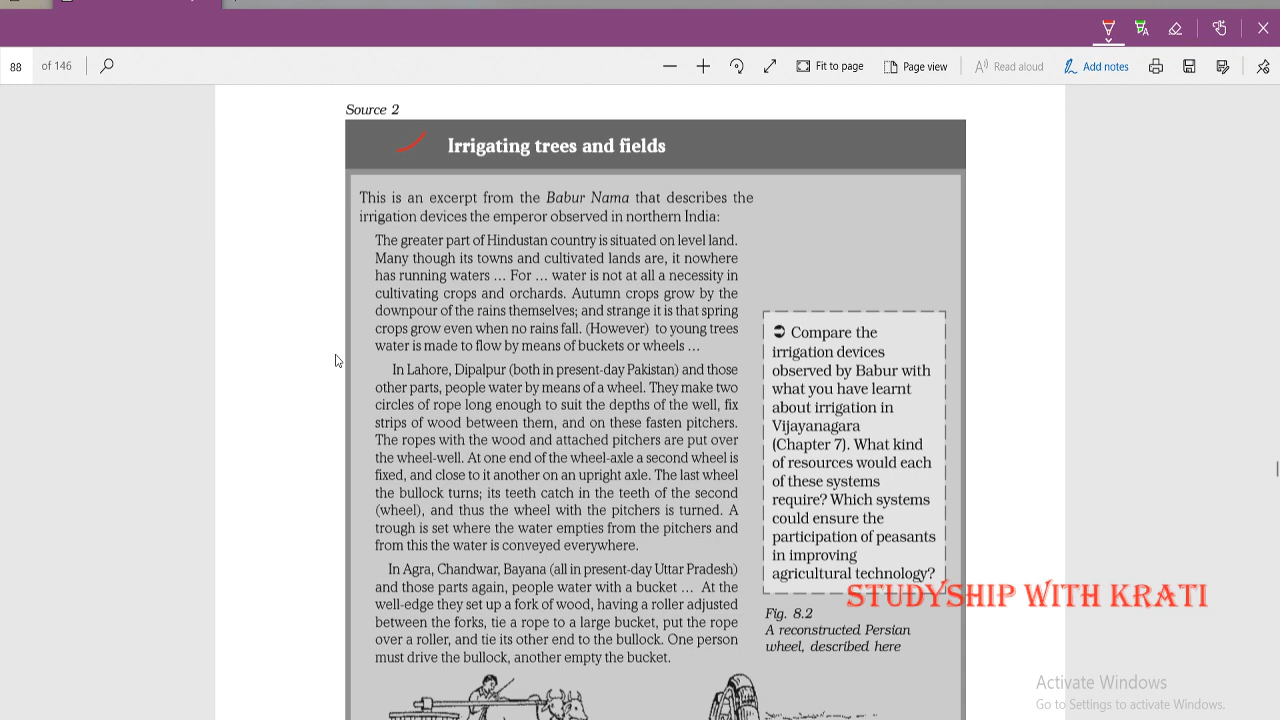 88 of 146 Fit to page Page view Read aloud Add notes
Source 2
Irrigating trees and fields
This is an excerpt from the Babur Nama that describes the
irrigation devices the emperor observed in northern India:
The greater part of Hindustan country is situated on level land.
Many though its towns and cultivated lands are, it nowhere
has running waters … For … water is not at all a necessity in
cultivating crops and orchards. Autumn crops grow by the
downpour of the rains themselves; and strange it is that spring
crops grow even when no rains fall. (However) to young trees
water is made to flow by means of buckets or wheels …
In Lahore, Dipalpur (both in present-day Pakistan) and those
other parts, people water by means of a wheel. They make two
circles of rope long enough to suit the depths of the well, fix
strips of wood between them, and on these fasten pitchers.
The ropes with the wood and attached pitchers are put over
the wheel-well. At one end of the wheel-axle a second wheel is
fixed, and close to it another on an upright axle. The last wheel
the bullock turns; its teeth catch in the teeth of the second
(wheel), and thus the wheel with the pitchers is turned. A
trough is set where the water empties from the pitchers and
from this the water is conveyed everywhere.
In Agra, Chandwar, Bayana (all in present-day Uttar Pradesh)
and those parts again, people water with a bucket … At the
well-edge they set up a fork of wood, having a roller adjusted
between the forks, tie a rope to a large bucket, put the rope
over a roller, and tie its other end to the bullock. One person
must drive the bullock, another empty the bucket.
Compare the
irrigation devices
observed by Babur with
what you have learnt
about irrigation in
Vijayanagara
(Chapter 7). What kind
of resources would each
of these systems
require? Which systems
could ensure the
participation of peasants
in improving
agricultural technology?
STUDYSHIP WITH KRATI
Fig. 8.2
A reconstructed Persian
wheel, described here
Activate Windows
Go to Settings to activate Windows.